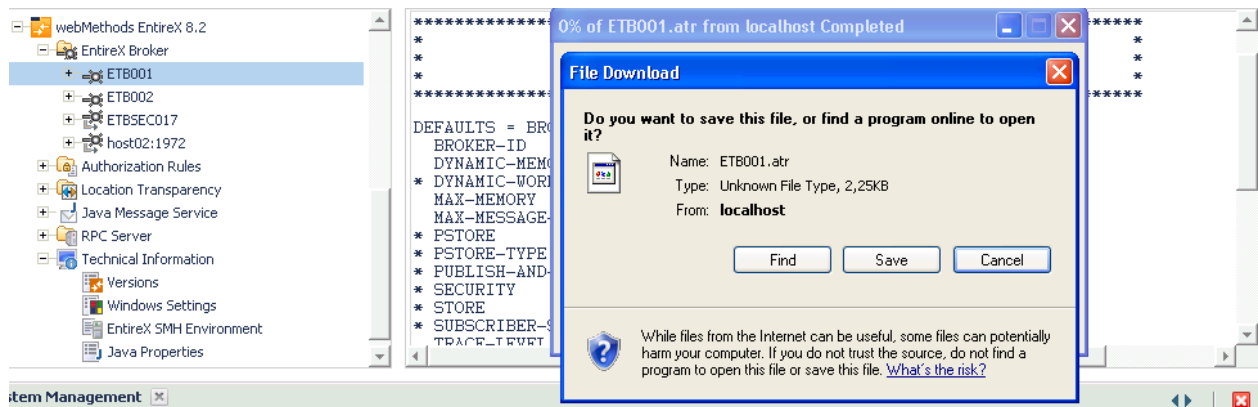 webMethods EntireX 8.2
EntireX Broker
ETB001
ETB002
ETBSEC017
host02:1972
Authorization Rules
Location Transparency
Java Message Service
RPC Server
Technical Information
Versions
Windows Settings
EntireX SMH Environment
Java Properties
DEFAULTS = BRO
BROKER-ID
DYNAMIC-MEMO
* DYNAMIC-WORK
MAX-MEMORY
MAX-MESSAGE-
* PSTORE
* PSTORE-TYPE
* PUBLISH-AND-
* SECURITY
* STORE
* SUBSCRIBER-S
TRACE-LEVEL
0% of ETB001.atr from localhost Completed
File Download
Do you want to save this file, or find a program online to open
it?
Name: ETB001.atr
Type: Unknown File Type, 2,25KB
From: localhost
Find Save Cancel
While files from the Internet can be useful, some files can potentially
harm your computer. If you do not trust the source, do not find a
program to open this file or save this file. What's the risk?
stem Management